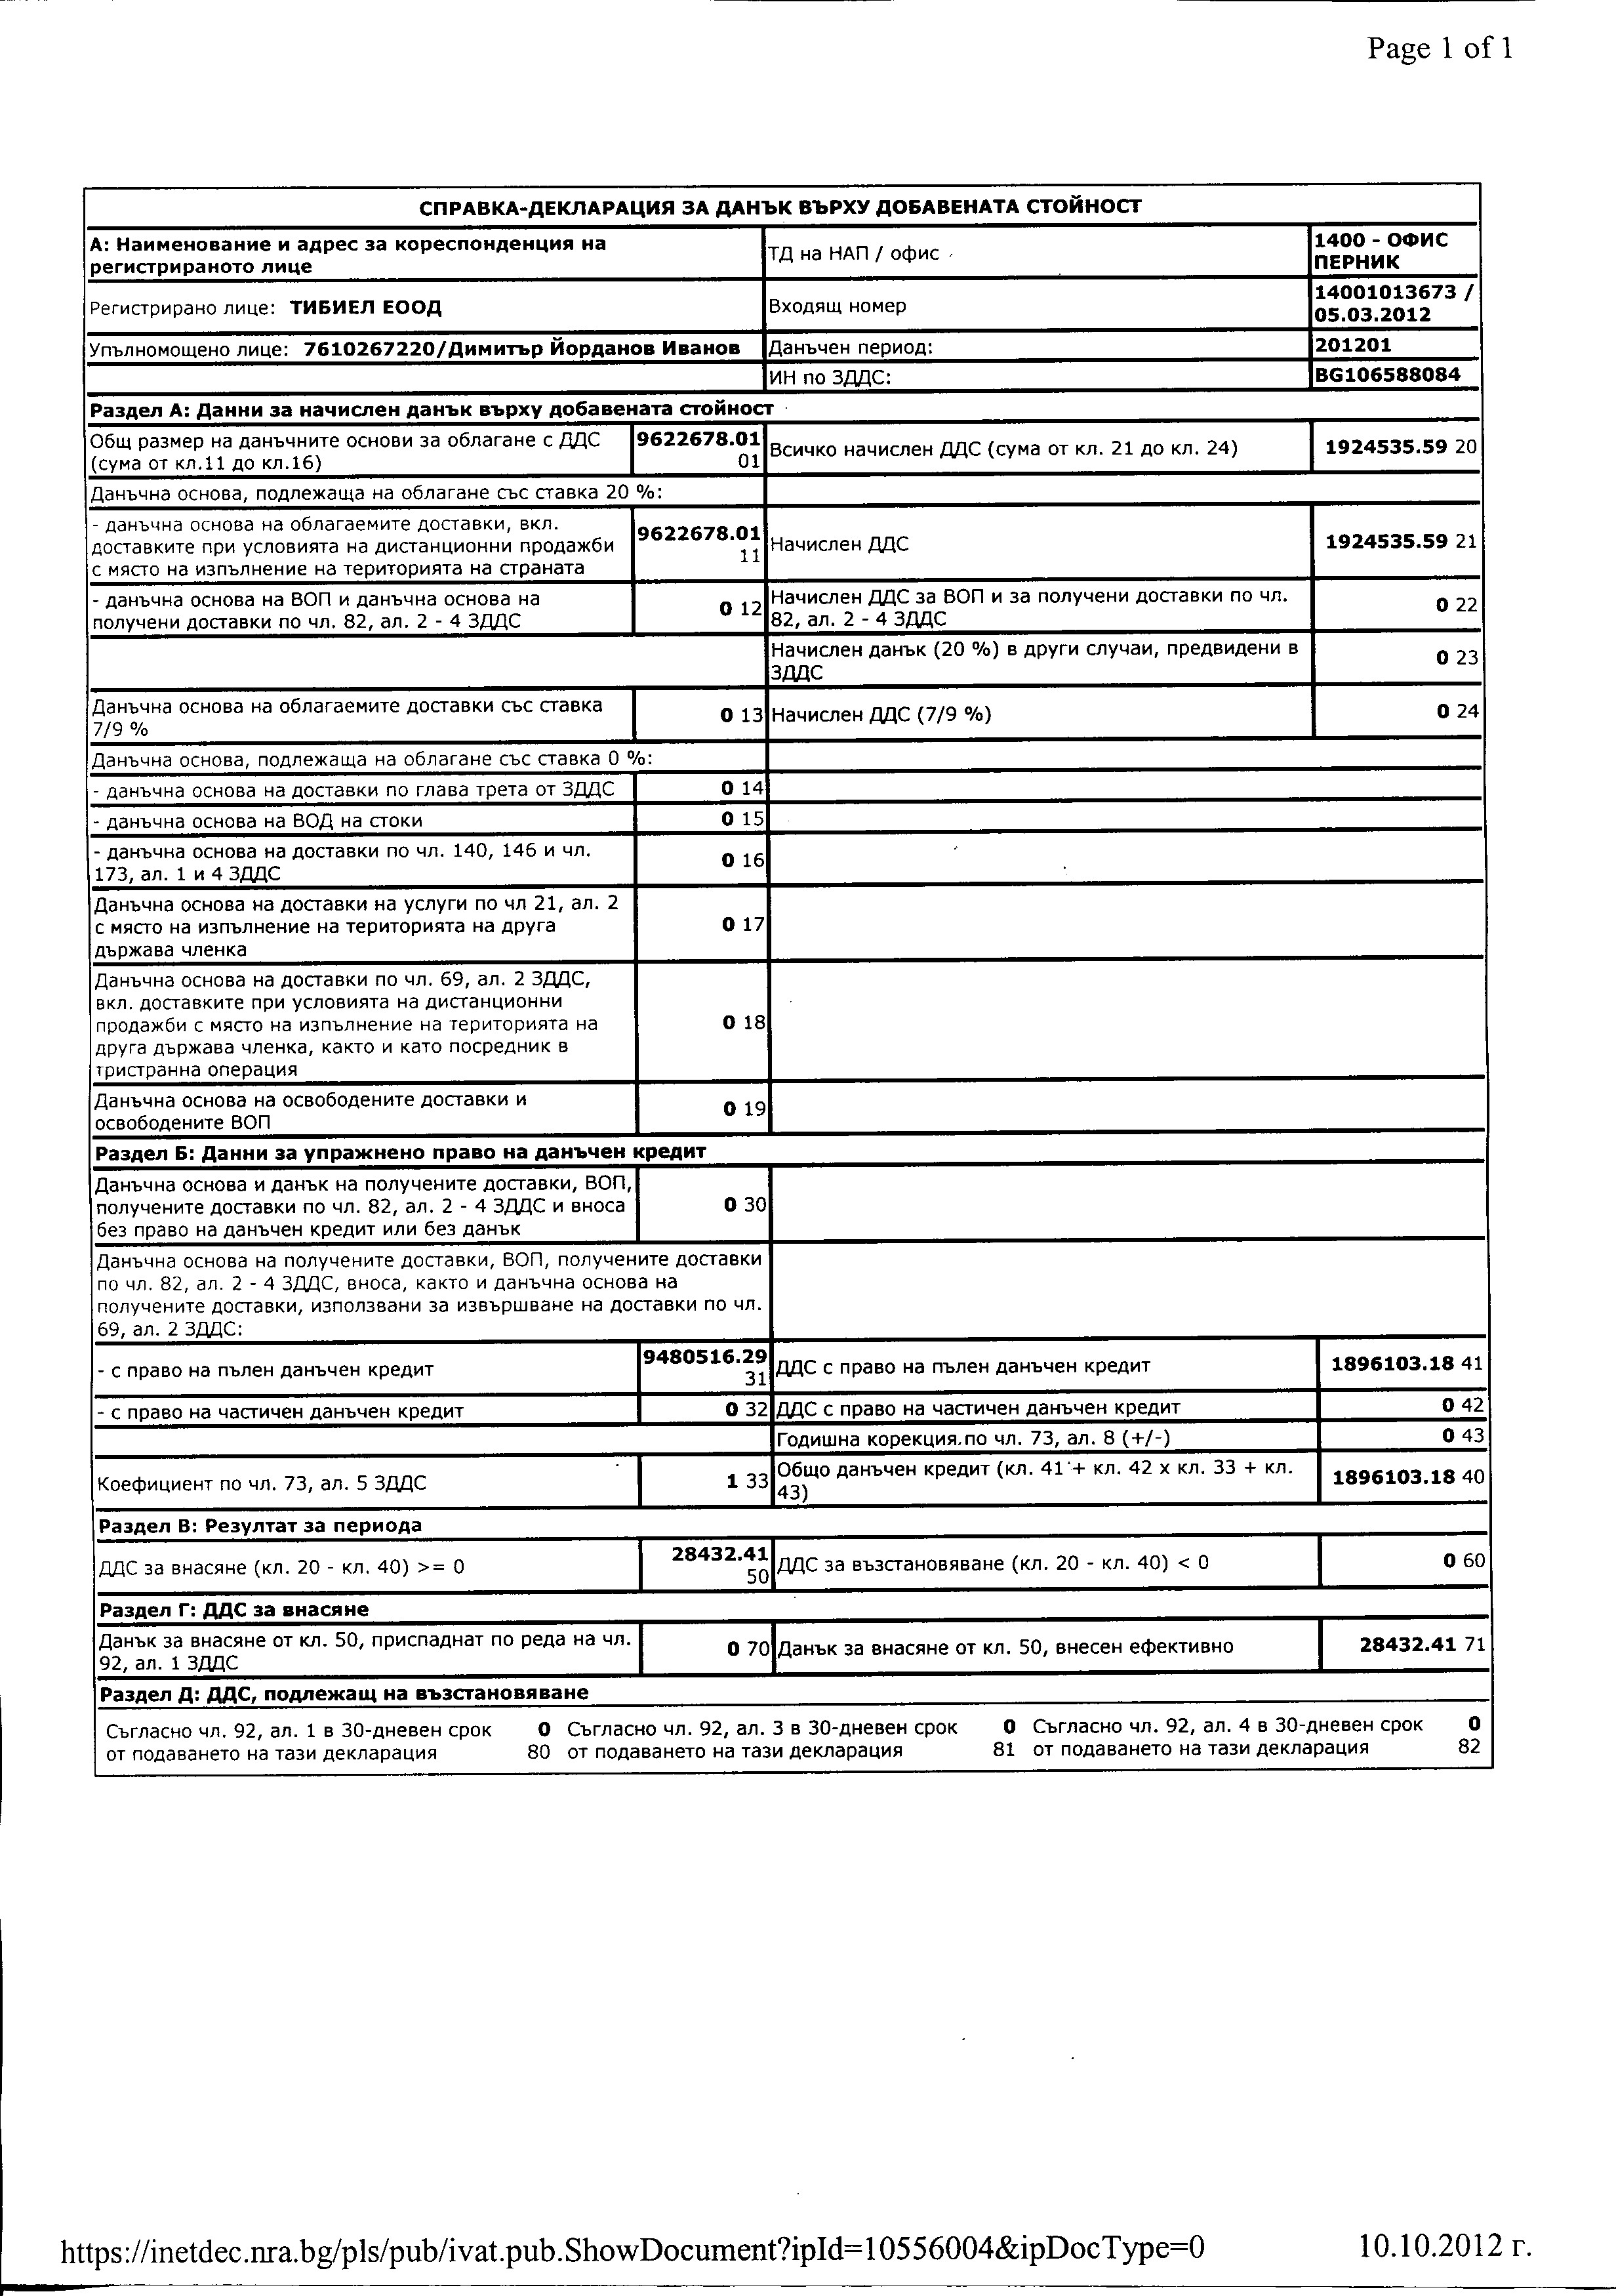 Page 1 of 1
СПРАВКА-ДЕКЛАРАЦИЯ ЗА ДАНЪК ВЪРХУ ДОБАВЕНАТА СТОЙНОСТ
А: Наименование и адрес за кореспонденция на
регистрираното лице
ТД на НАП / офис
1400 - ОФИС
ПЕРНИК
Регистрирано лице: ТИБИЕЛ ЕООД
Входящ номер
14001013673 /
05.03.2012
Упълномощено лице: 7610267220/Димитър Йорданов Иванов
Данъчен период:
201201
ИН по ЗДДС:
BG106588084
Раздел А: Данни за начислен данък върху добавената стойност
Общ размер на данъчните основи за облагане с ДДС
(сума от кл.11 до кл.16)
9622678.01
01
Всичко начислен ДДС (сума от кл. 21 до кл. 24)
1924535.59 20
Данъчна основа, подлежаща на облагане със ставка 20 %:
- данъчна основа на облагаемите доставки, вкл.
доставките при условията на дистанционни продажби
с място на изпълнение на територията на страната
9622678.01
11
Начислен ДДС
1924535.59 21
- данъчна основа на ВОП и данъчна основа на
получени доставки по чл. 82, ал. 2 - 4 ЗДДС
0 12
Начислен ДДС за ВОП и за получени доставки по чл.
82, ал. 2 - 4 ЗДДС
0 22
Начислен данък (20 %) в други случаи, предвидени в
ЗДДС
0 23
Данъчна основа на облагаемите доставки със ставка
7/9 %
0 13
Начислен ДДС (7/9 %)
0 24
Данъчна основа, подлежаща на облагане със ставка 0 %:
- данъчна основа на доставки по глава трета от ЗДДС
0 14
- данъчна основа на ВОД на стоки
0 15
- данъчна основа на доставки по чл. 140, 146 и чл.
173, ал. 1 и 4 ЗДДС
0 16
Данъчна основа на доставки на услуги по чл 21, ал. 2
с място на изпълнение на територията на друга
държава членка
0 17
Данъчна основа на доставки по чл. 69, ал. 2 ЗДДС,
вкл. доставките при условията на дистанционни
продажби с място на изпълнение на територията на
друга държава членка, както и като посредник в
тристранна операция
0 18
Данъчна основа на освободените доставки и
освободените ВОП
0 19
Раздел Б: Данни за упражнено право на данъчен кредит
Данъчна основа и данък на получените доставки, ВОП,
получените доставки по чл. 82, ал. 2 - 4 ЗДДС и вноса
без право на данъчен кредит или без данък
0 30
Данъчна основа на получените доставки, ВОП, получените доставки
по чл. 82, ал. 2 - 4 ЗДДС, вноса, както и данъчна основа на
получените доставки, използвани за извършване на доставки по чл.
69, ал. 2 ЗДДС:
- с право на пълен данъчен кредит
9480516.29
31
ДДС с право на пълен данъчен кредит
1896103.18 41
- с право на частичен данъчен кредит
0 32
ДДС с право на частичен данъчен кредит
0 42
Годишна корекция по чл. 73, ал. 8 (+/-)
0 43
Коефициент по чл. 73, ал. 5 ЗДДС
1 33
Общо данъчен кредит (кл. 41 + кл. 42 х кл. 33 + кл.
43)
1896103.18 40
Раздел В: Резултат за периода
ДДС за внасяне (кл. 20 - кл. 40) >= 0
28432.41
50
ДДС за възстановяване (кл. 20 - кл. 40) < 0
0 60
Раздел Г: ДДС за внасяне
Данък за внасяне от кл. 50, приспаднат по реда на чл.
92, ал. 1 ЗДДС
0 70
Данък за внасяне от кл. 50, внесен ефективно
28432.41 71
Раздел Д: ДДС, подлежащ на възстановяване
Съгласно чл. 92, ал. 1 в 30-дневен срок
от подаването на тази декларация
0
80
Съгласно чл. 92, ал. 3 в 30-дневен срок
от подаването на тази декларация
0
81
Съгласно чл. 92, ал. 4 в 30-дневен срок
от подаването на тази декларация
0
82
https://inetdec.nra.bg/pls/pub/ivat.pub.ShowDocument?ipId=10556004&ipDocType=0
10.10.2012 г.